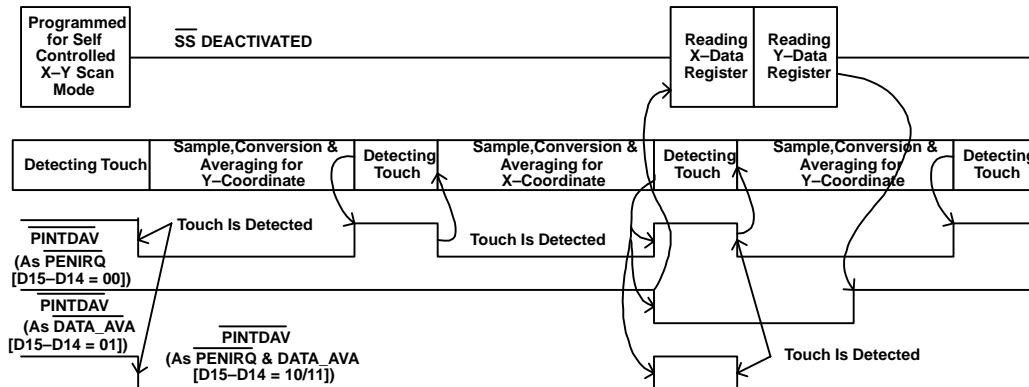 Programmed
for Self
Controlled
X–Y Scan
Mode
SS DEACTIVATED
Reading
X–Data
Register
Reading
Y–Data
Register
Detecting Touch
Sample,Conversion &
Averaging for
Y–Coordinate
Detecting
Touch
Sample,Conversion &
Averaging for
X–Coordinate
Detecting
Touch
Sample,Conversion &
Averaging for
Y–Coordinate
Detecting
Touch
PINTDAV
(As PENIRQ
[D15–D14 = 00])
Touch Is Detected
Touch Is Detected
PINTDAV
(As DATA_AVA
[D15–D14 = 01])
PINTDAV
(As PENIRQ & DATA_AVA
[D15–D14 = 10/11])
Touch Is Detected